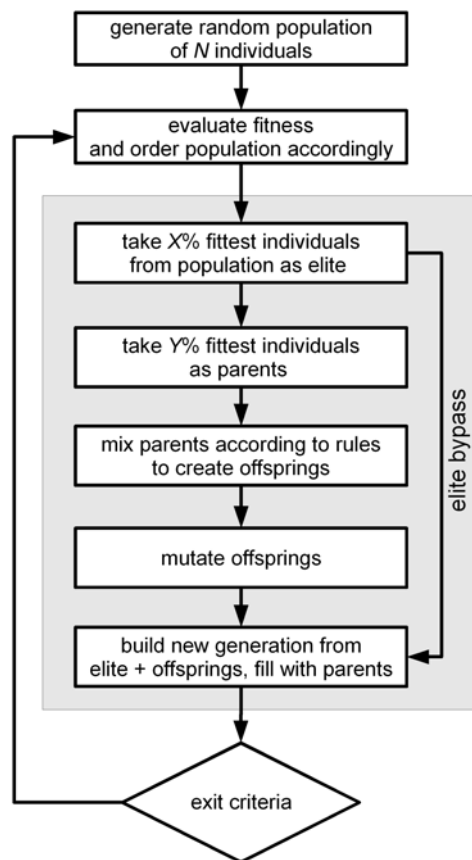 generate random population
of N individuals
evaluate fitness
and order population accordingly
take X% fittest individuals
from population as elite
take Y% fittest individuals
as parents
mix parents according to rules
to create offsprings
mutate offsprings
build new generation from
elite + offsprings, fill with parents
elite bypass
exit criteria